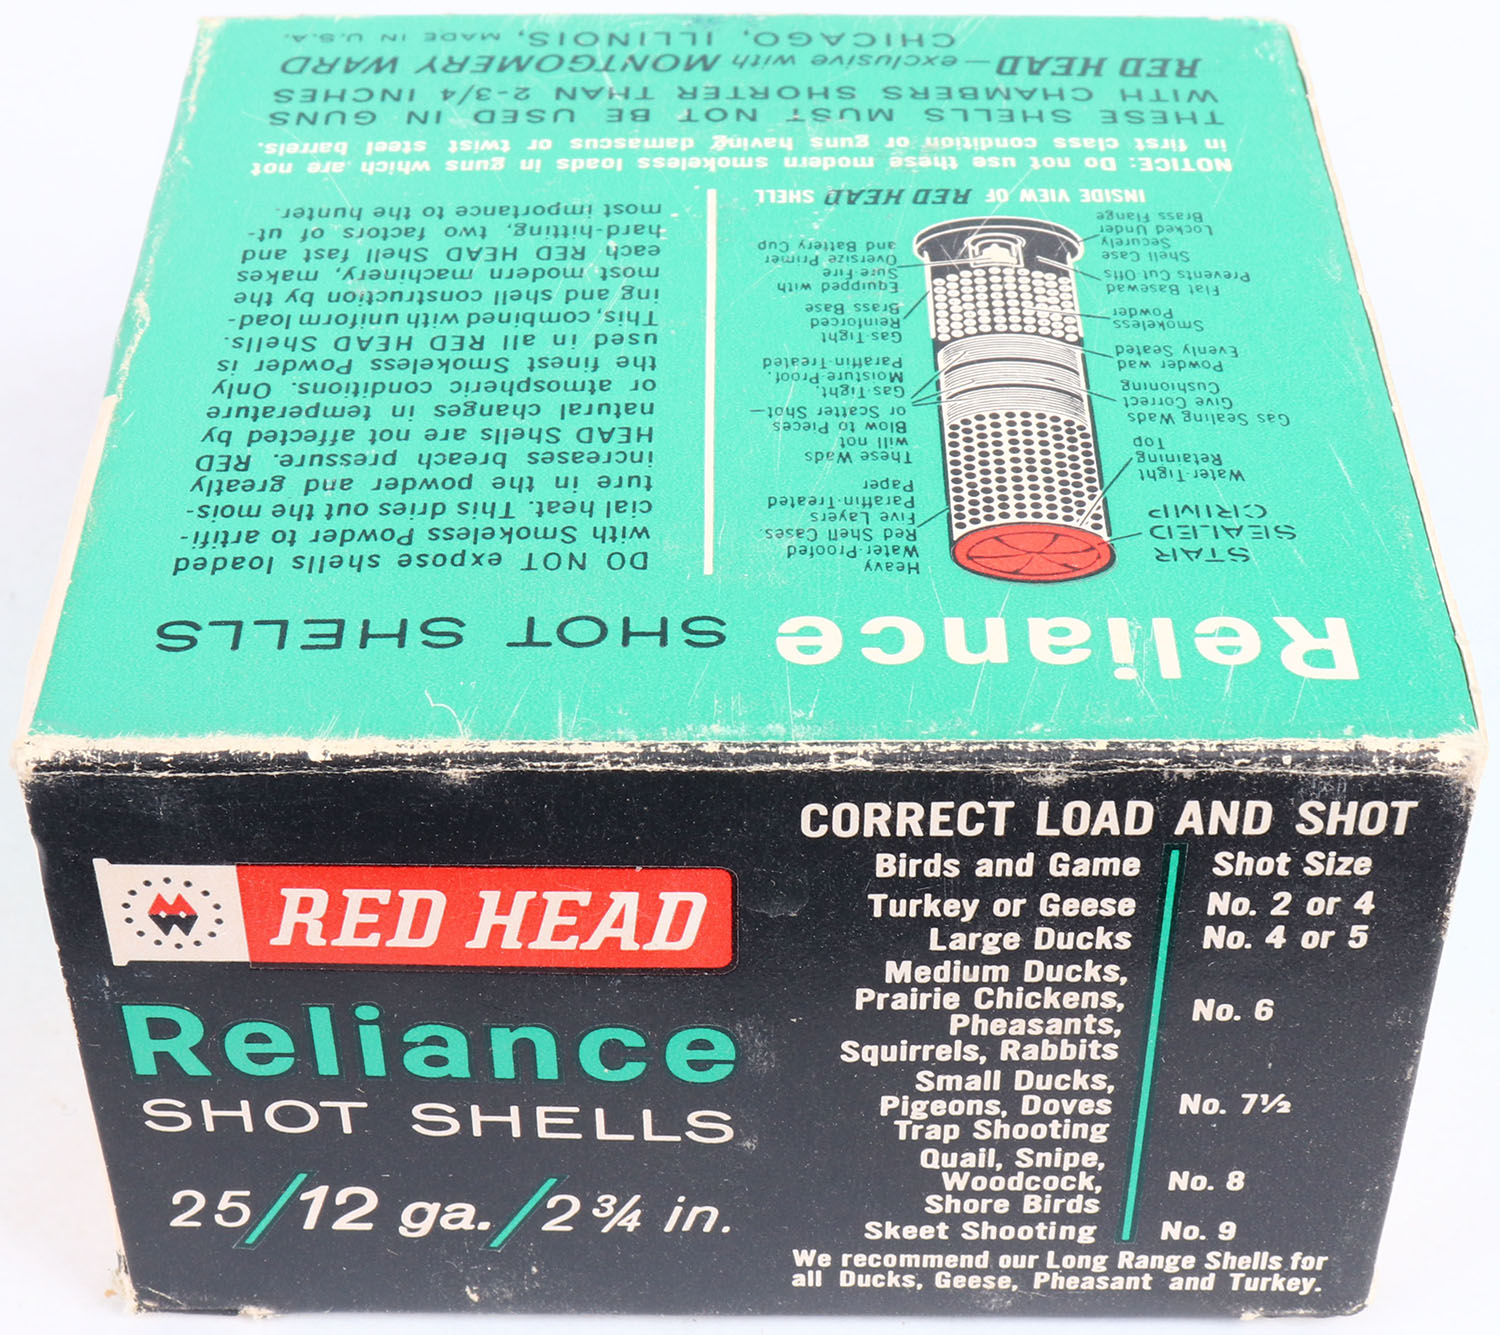 Reliance SHOT SHELLS
STAR
SEALED
CRIMP
Water-Tight
Retaining
Top
Gas Sealing Wads
Give Correct
Cushioning
Powder wad
Evenly Seated
Smokeless
Powder
Flat Basewad
Prevents Cut Offs
Shell Case
Securely
Locked Under
Brass Flange
Heavy
Water-Proofed
Red Shell Cases.
Five Layers
Paraffin-Treated
Paper
These Wads
will not
Blow to Pieces
or Scatter Shot—
Gas-Tight,
Moisture-Proof,
Paraffin-Treated
Gas-Tight
Reinforced
Brass Base
Equipped with
Sure-Fire
Oversize Primer
and Battery Cup
INSIDE VIEW OF RED HEAD SHELL
DO NOT expose shells loaded
with Smokeless Powder to artifi-
cial heat. This dries out the mois-
ture in the powder and greatly
increases breach pressure. RED
HEAD Shells are not affected by
natural changes in temperature
or atmospheric conditions. Only
the finest Smokeless Powder is
used in all RED HEAD Shells.
This, combined with uniform load-
ing and shell construction by the
most modern machinery, makes
each RED HEAD Shell fast and
hard-hitting, two factors of ut-
most importance to the hunter.
NOTICE: Do not use these modern smokeless loads in guns which are not
in first class condition or guns having damascus or twist steel barrels.
THESE SHELLS MUST NOT BE USED IN GUNS
WITH CHAMBERS SHORTER THAN 2-3/4 INCHES
RED HEAD—exclusive with MONTGOMERY WARD
CHICAGO, ILLINOIS, MADE IN U.S.A.
MW RED HEAD
Reliance
SHOT SHELLS
25/12 ga./2 ¾ in.
CORRECT LOAD AND SHOT
Birds and Game Shot Size
Turkey or Geese No. 2 or 4
Large Ducks No. 4 or 5
Medium Ducks,
Prairie Chickens, No. 6
Pheasants,
Squirrels, Rabbits
Small Ducks,
Pigeons, Doves No. 7½
Trap Shooting
Quail, Snipe,
Woodcock, No. 8
Shore Birds
Skeet Shooting No. 9
We recommend our Long Range Shells for
all Ducks, Geese, Pheasant and Turkey.